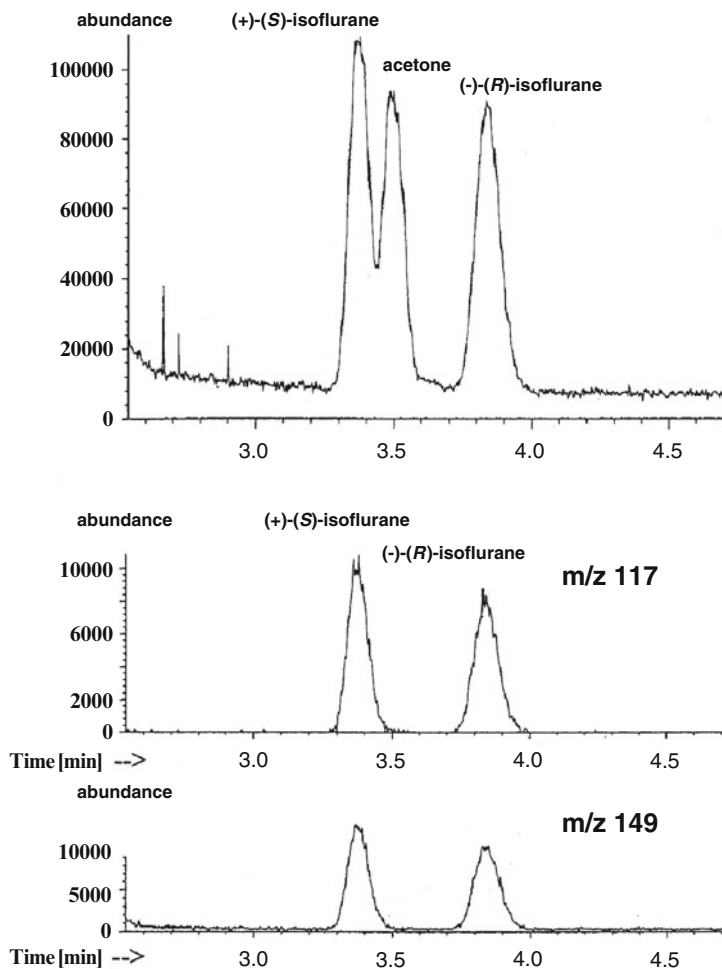 abundance
(+)-(S)-isoflurane
acetone
(-)-(R)-isoflurane
100000
80000
60000
40000
20000
0
3.0 3.5 4.0 4.5
abundance
(+)-(S)-isoflurane
(-)-(R)-isoflurane
m/z 117
10000
6000
2000
0
Time [min] -->
3.0 3.5 4.0 4.5
abundance
m/z 149
10000
5000
0
Time [min] -->
3.0 3.5 4.0 4.5